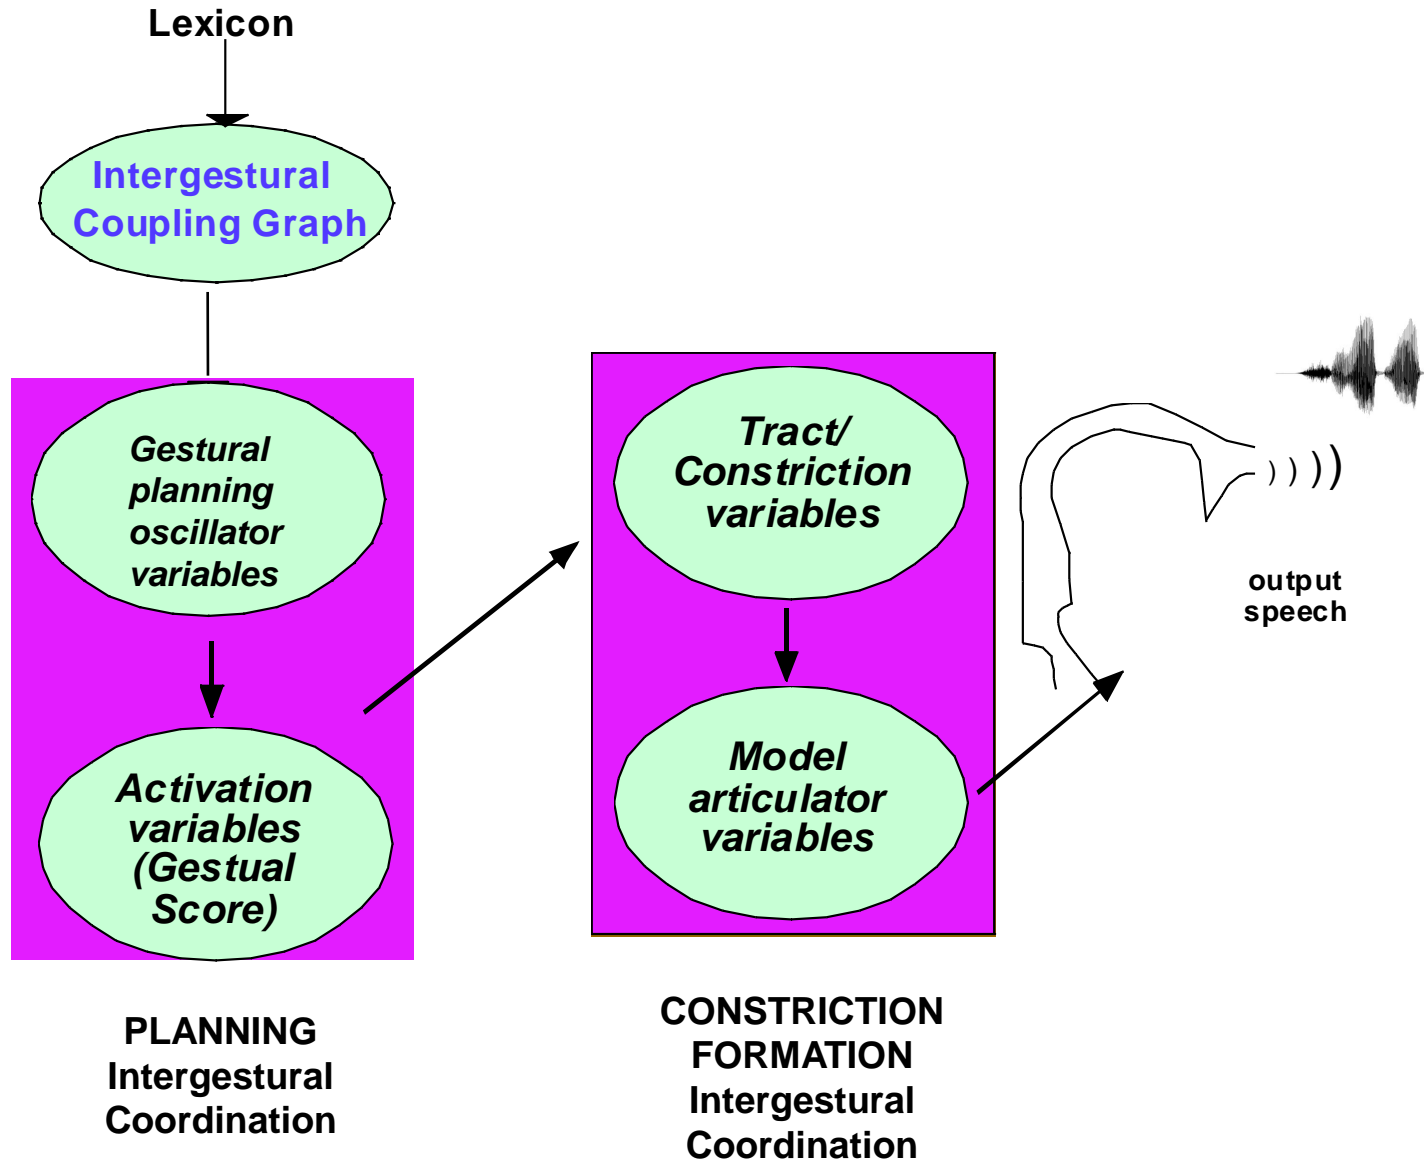 Lexicon
Intergestural
Coupling Graph
Gestural
planning
oscillator
variables
Activation
variables
(Gestual
Score)
PLANNING
Intergestural
Coordination
Tract/
Constriction
variables
Model
articulator
variables
CONSTRICTION
FORMATION
Intergestural
Coordination
output
speech